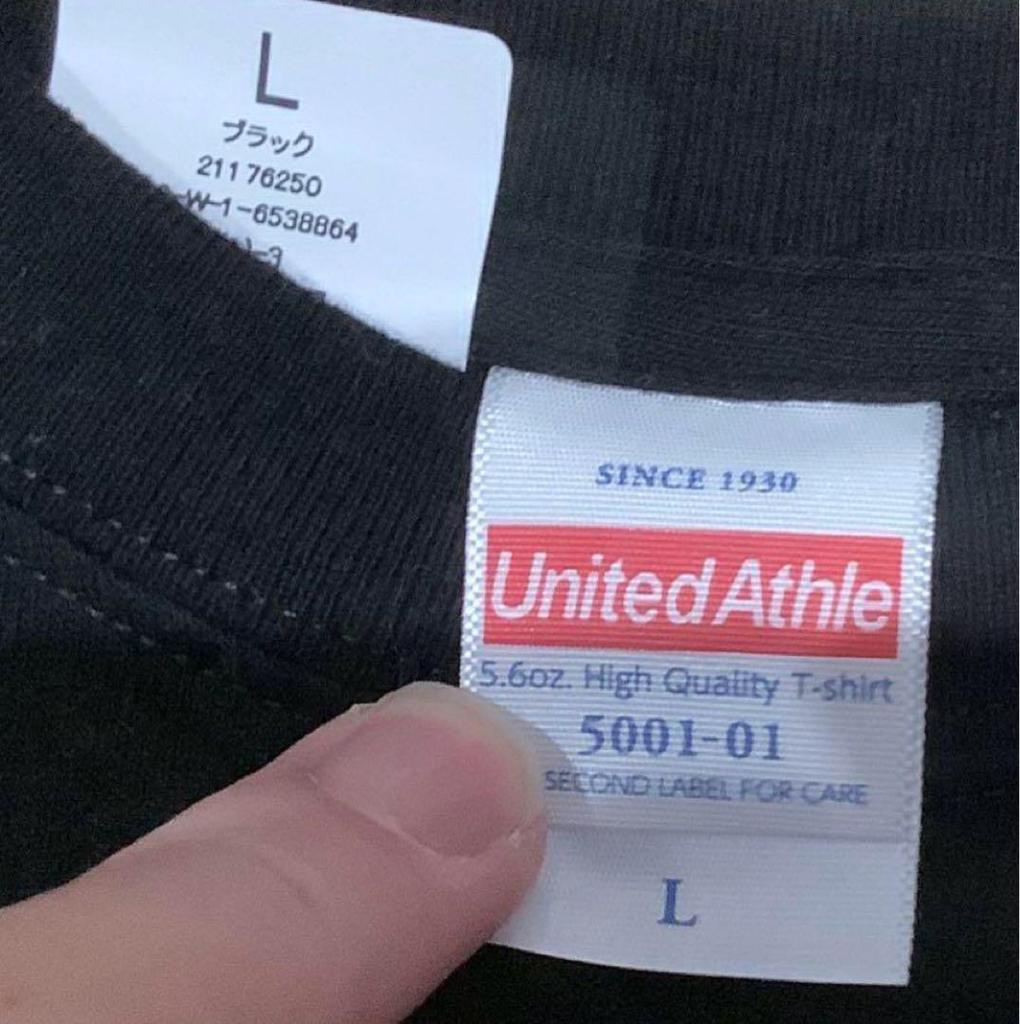 L
ブラック
21176250
W-1-6538864
)-3
SINCE 1930
United Athle
5.6oz. High Quality T-shirt
5001-01
SECOND LABEL FOR CARE
L